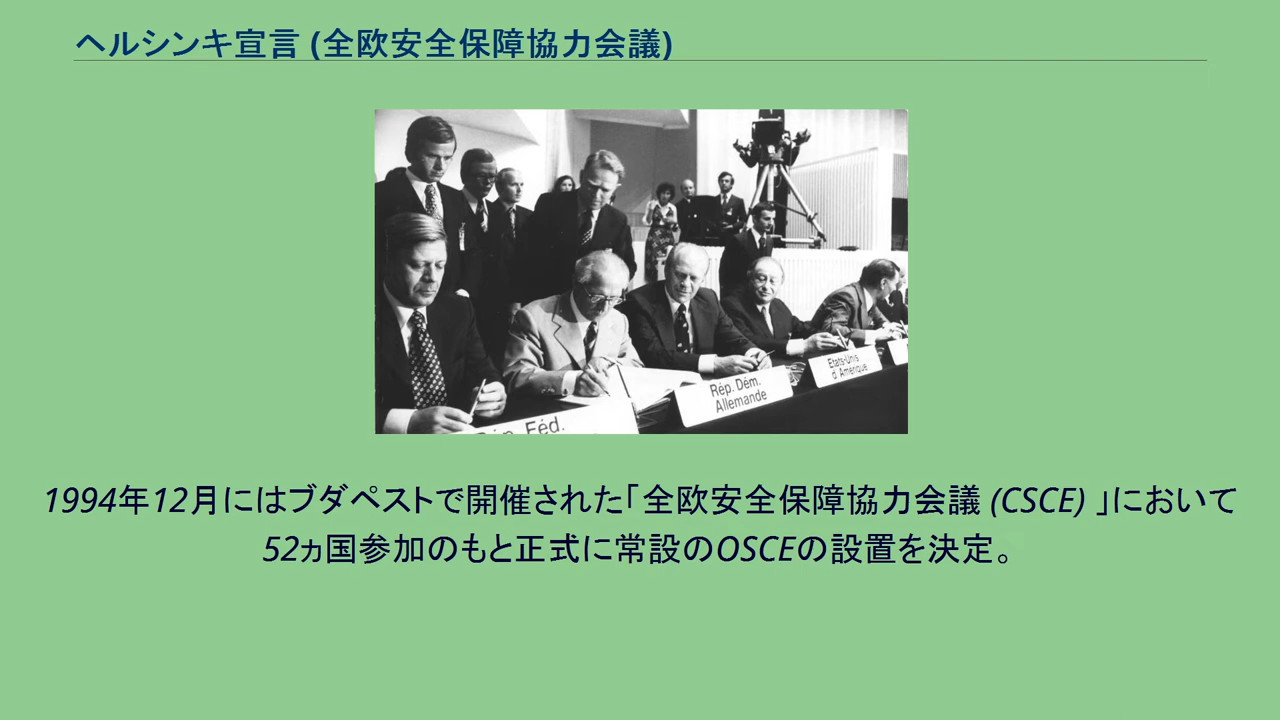 ヘルシンキ宣言 (全欧安全保障協力会議)
Féd.
Rép. Dém.
Allemande
Etats-Unis
d'Amérique
1994年12月にはブダペストで開催された「全欧安全保障協力会議 (CSCE) 」において
52ヵ国参加のもと正式に常設のOSCEの設置を決定。